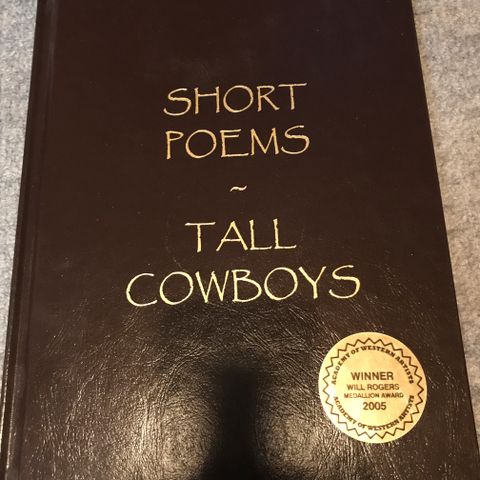 SHORT
POEMS
~
TALL
COWBOYS
ACADEMY OF WESTERN ARTISTS
WINNER
WILL ROGERS
MEDALLION AWARD
2005
ACADEMY OF WESTERN ARTISTS